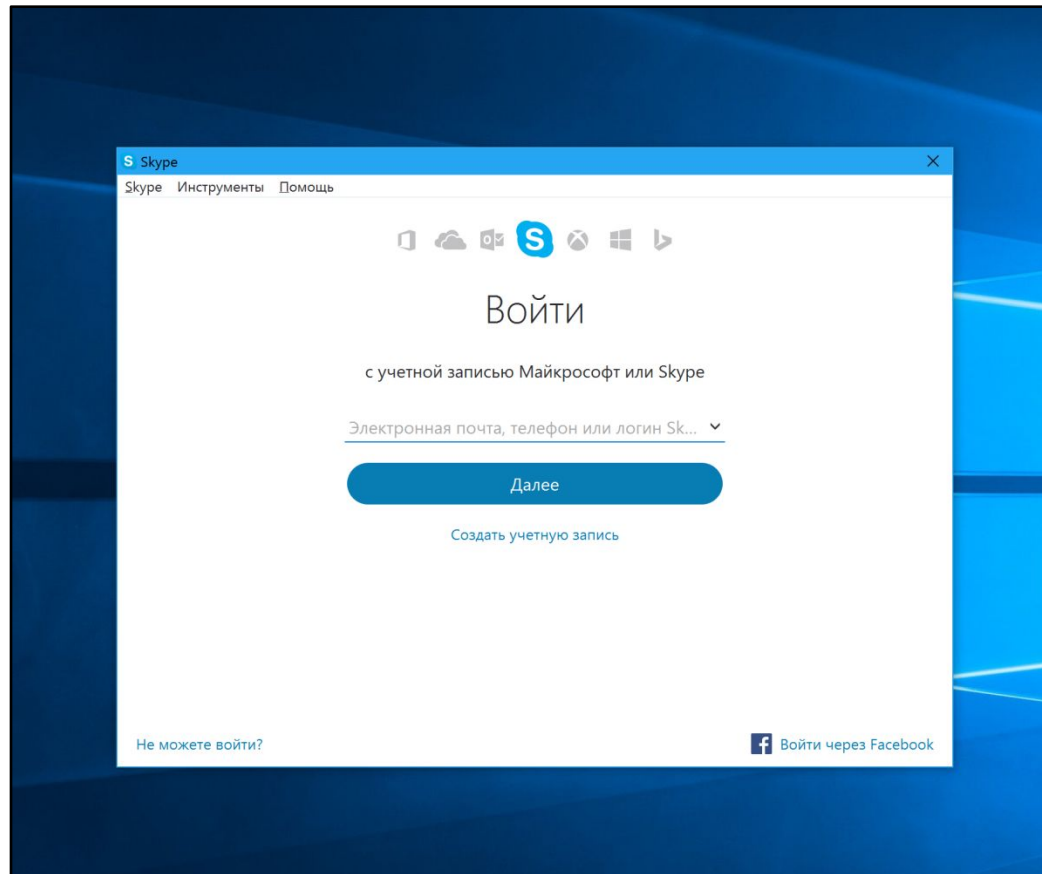 Skype
Skype Инструменты Помощь
Войти
с учетной записью Майкрософт или Skype
Электронная почта, телефон или логин Sk...
Далее
Создать учетную запись
Не можете войти?
Войти через Facebook